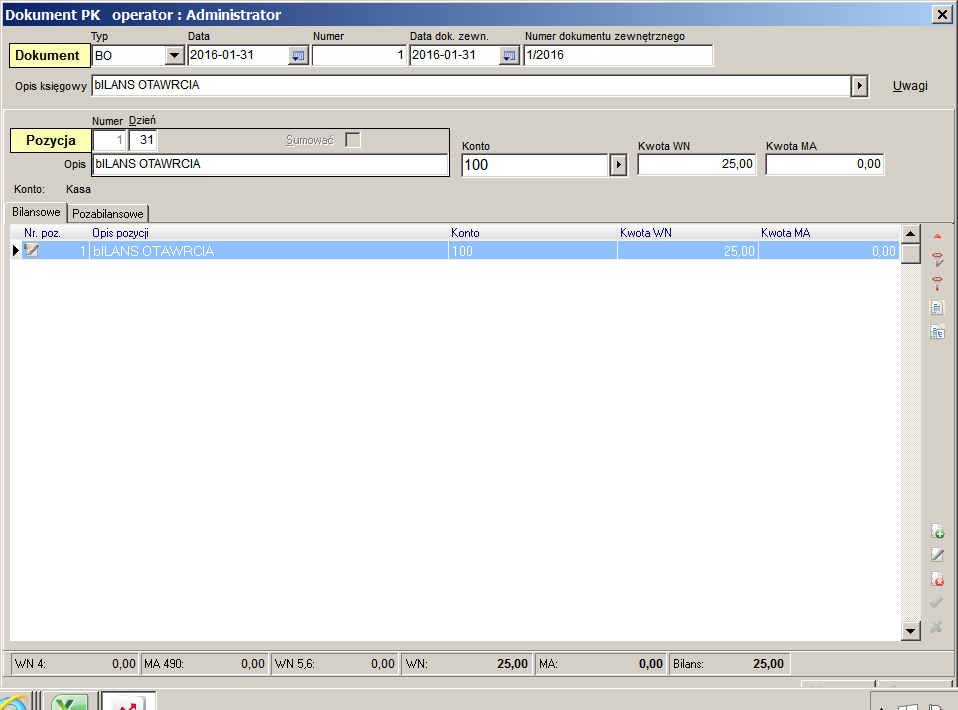 Dokument PK operator : Administrator
Typ Data Numer Data dok. zewn. Numer dokumentu zewnętrznego
Dokument BO 2016-01-31 1 2016-01-31 1/2016
Opis księgowy bILANS OTAWRCIA Uwagi
Numer Dzień
Pozycja 1 31 Sumować Konto Kwota WN Kwota MA
Opis bILANS OTAWRCIA 100 25,00 0,00
Konto: Kasa
Bilansowe Pozabilansowe
Nr. poz. Opis pozycji Konto Kwota WN Kwota MA
1 bILANS OTAWRCIA 100 25,00 0,00
WN 4: 0,00 MA 490: 0,00 WN 5,6: 0,00 WN: 25,00 MA: 0,00 Bilans: 25,00